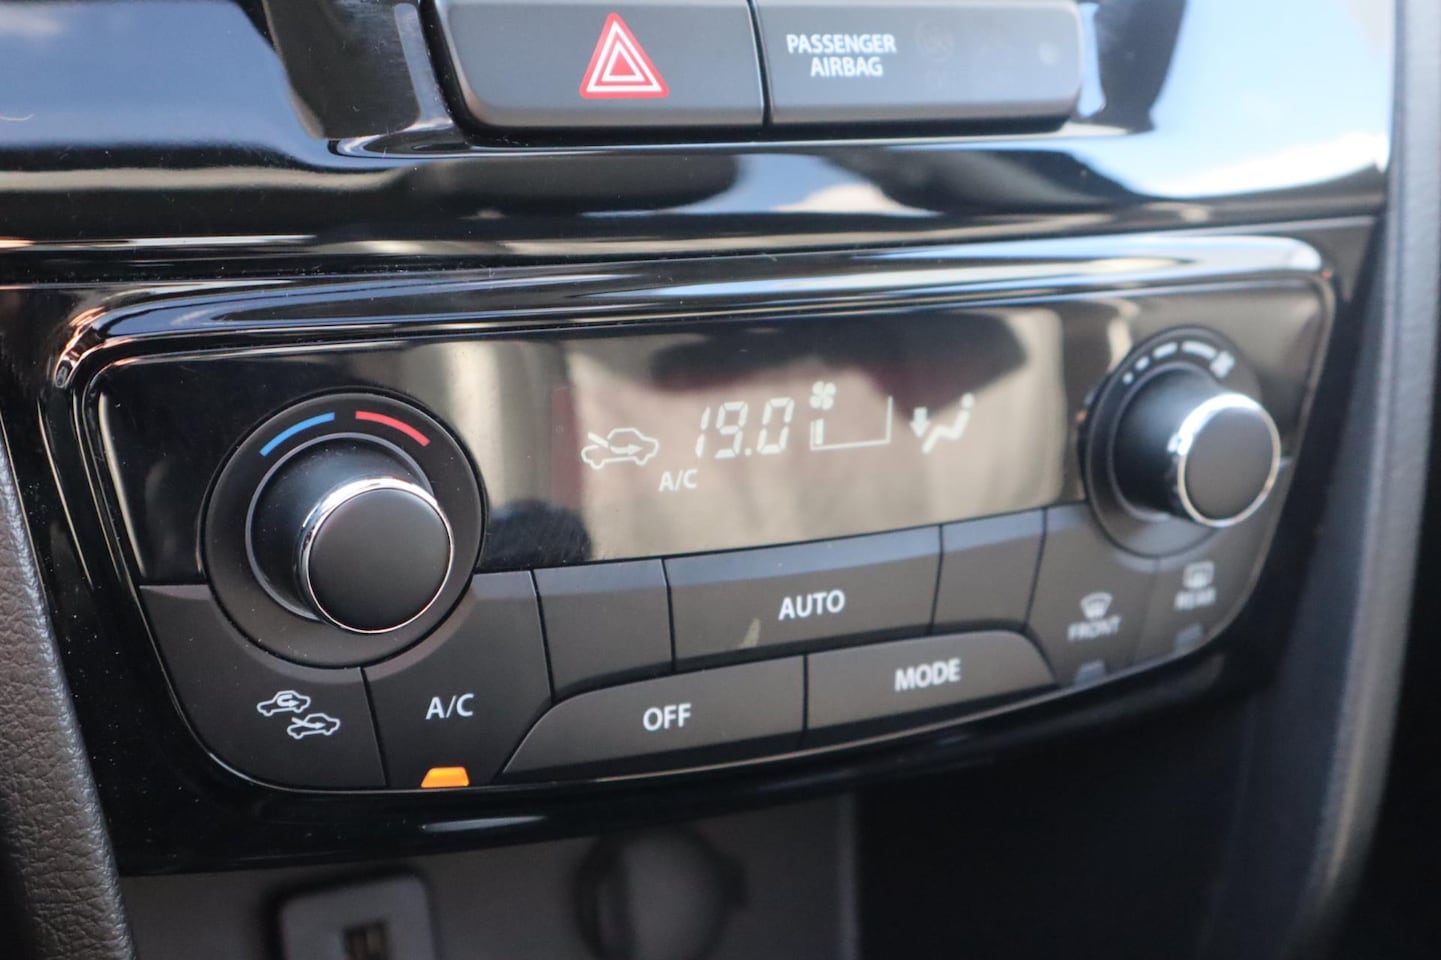 PASSENGER
AIRBAG
19.0
A/C
AUTO
A/C
OFF
MODE
FRONT
REAR